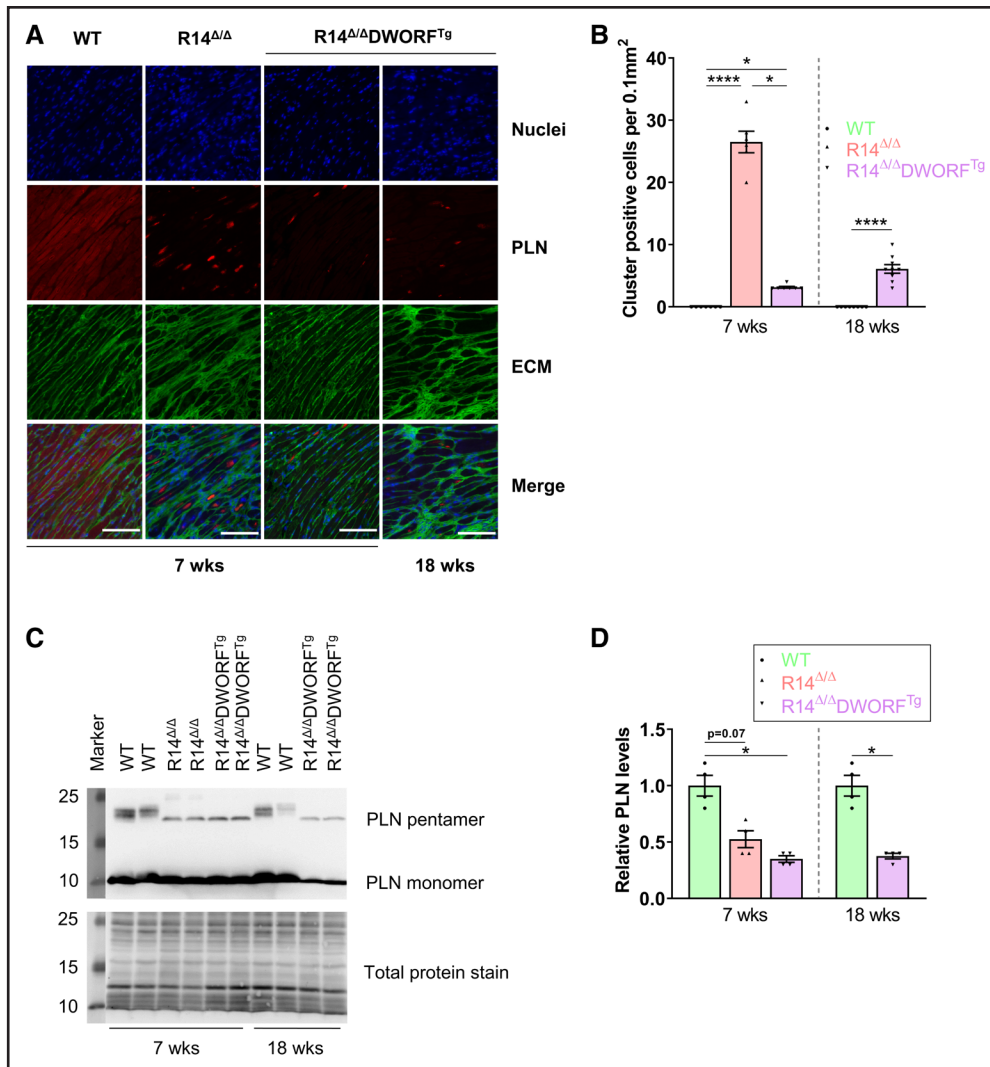 A
WT
R14Δ/Δ
R14Δ/ΔDWORFTg
Nuclei
PLN
ECM
Merge
7 wks
18 wks
B
Cluster positive cells per 0.1mm²
40
30
20
10
0
*
**** *
****
WT
R14Δ/Δ
R14Δ/ΔDWORFTg
7 wks
18 wks
C
Marker
WT
WT
R14Δ/Δ
R14Δ/Δ
R14Δ/ΔDWORFTg
R14Δ/ΔDWORFTg
WT
WT
R14Δ/ΔDWORFTg
R14Δ/ΔDWORFTg
25
15
10
PLN pentamer
PLN monomer
25
15
10
Total protein stain
7 wks
18 wks
D
WT
R14Δ/Δ
R14Δ/ΔDWORFTg
Relative PLN levels
1.5
1.0
0.5
0.0
p=0.07
*
*
7 wks
18 wks